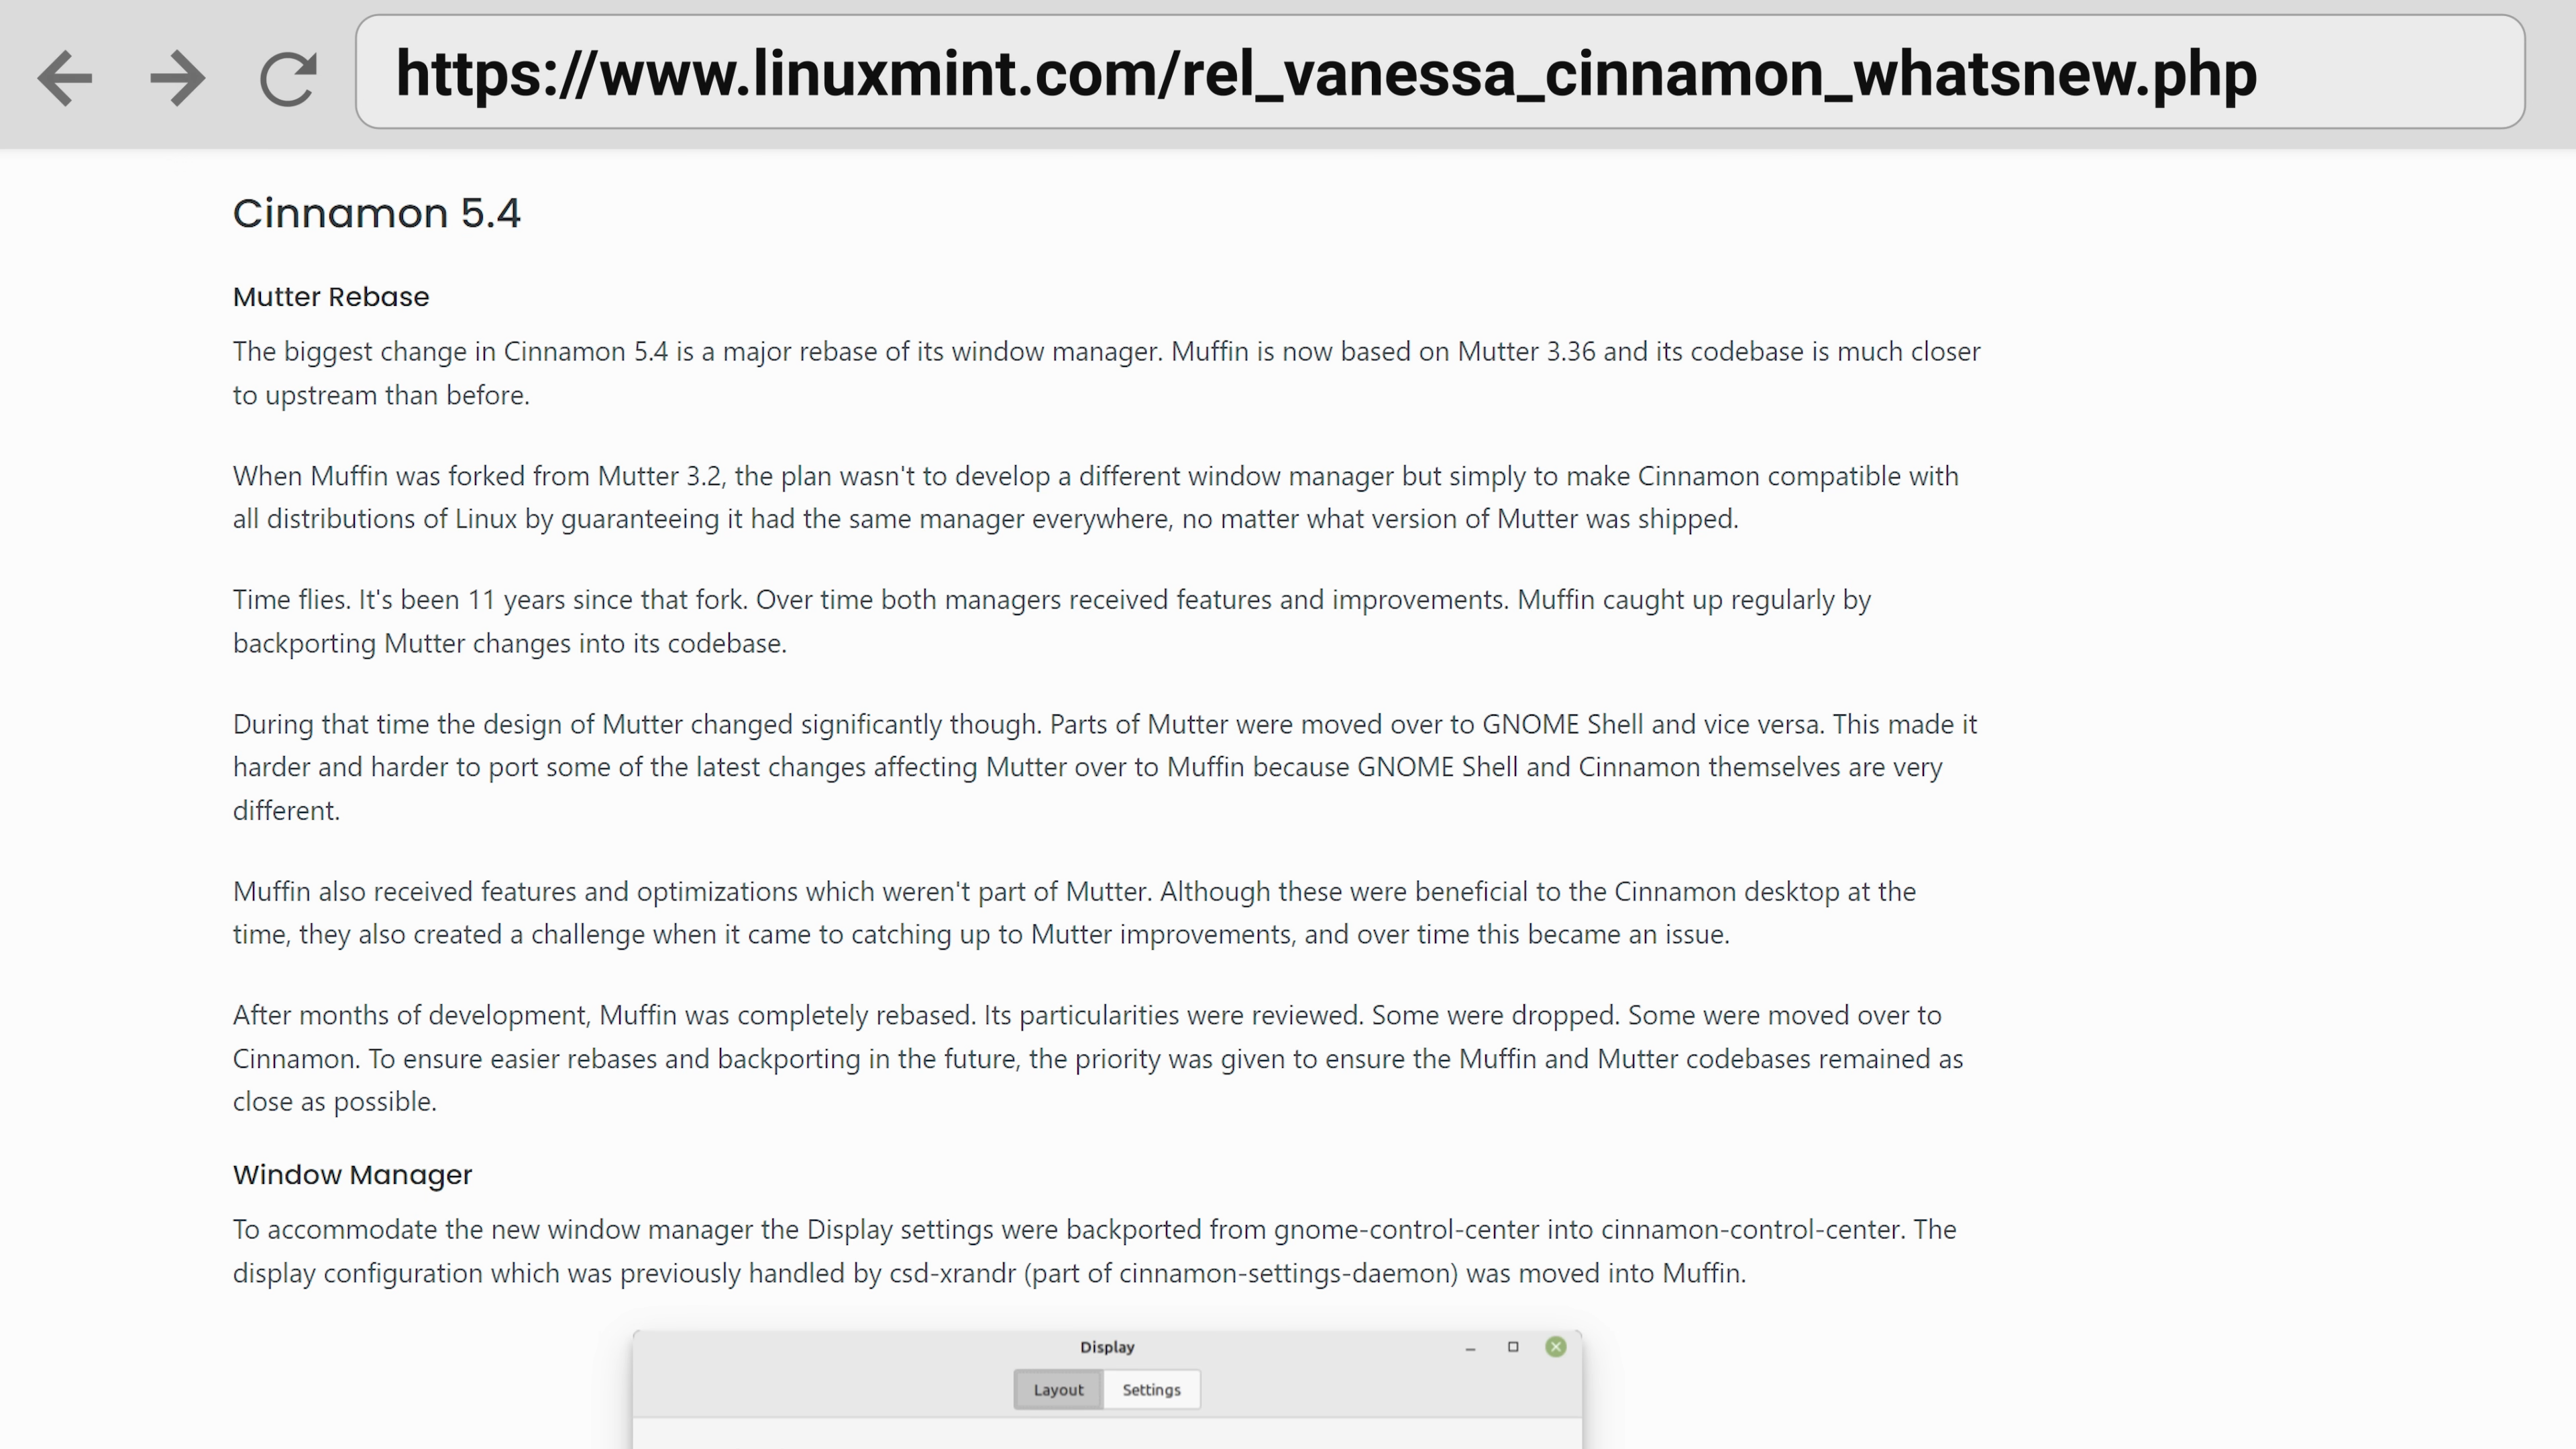 https://www.linuxmint.com/rel_vanessa_cinnamon_whatsnew.php
Cinnamon 5.4
Mutter Rebase
The biggest change in Cinnamon 5.4 is a major rebase of its window manager. Muffin is now based on Mutter 3.36 and its codebase is much closer
to upstream than before.
When Muffin was forked from Mutter 3.2, the plan wasn't to develop a different window manager but simply to make Cinnamon compatible with
all distributions of Linux by guaranteeing it had the same manager everywhere, no matter what version of Mutter was shipped.
Time flies. It's been 11 years since that fork. Over time both managers received features and improvements. Muffin caught up regularly by
backporting Mutter changes into its codebase.
During that time the design of Mutter changed significantly though. Parts of Mutter were moved over to GNOME Shell and vice versa. This made it
harder and harder to port some of the latest changes affecting Mutter over to Muffin because GNOME Shell and Cinnamon themselves are very
different.
Muffin also received features and optimizations which weren't part of Mutter. Although these were beneficial to the Cinnamon desktop at the
time, they also created a challenge when it came to catching up to Mutter improvements, and over time this became an issue.
After months of development, Muffin was completely rebased. Its particularities were reviewed. Some were dropped. Some were moved over to
Cinnamon. To ensure easier rebases and backporting in the future, the priority was given to ensure the Muffin and Mutter codebases remained as
close as possible.
Window Manager
To accommodate the new window manager the Display settings were backported from gnome-control-center into cinnamon-control-center. The
display configuration which was previously handled by csd-xrandr (part of cinnamon-settings-daemon) was moved into Muffin.
Display
Layout Settings